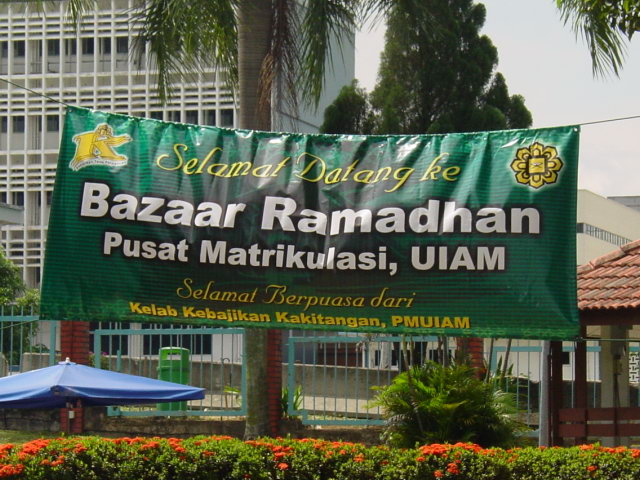 Selamat Datang ke
Bazaar Ramadhan
Pusat Matrikulasi, UIAM
Selamat Berpuasa dari
Kelab Kebajikan Kakitangan, PMUIAM